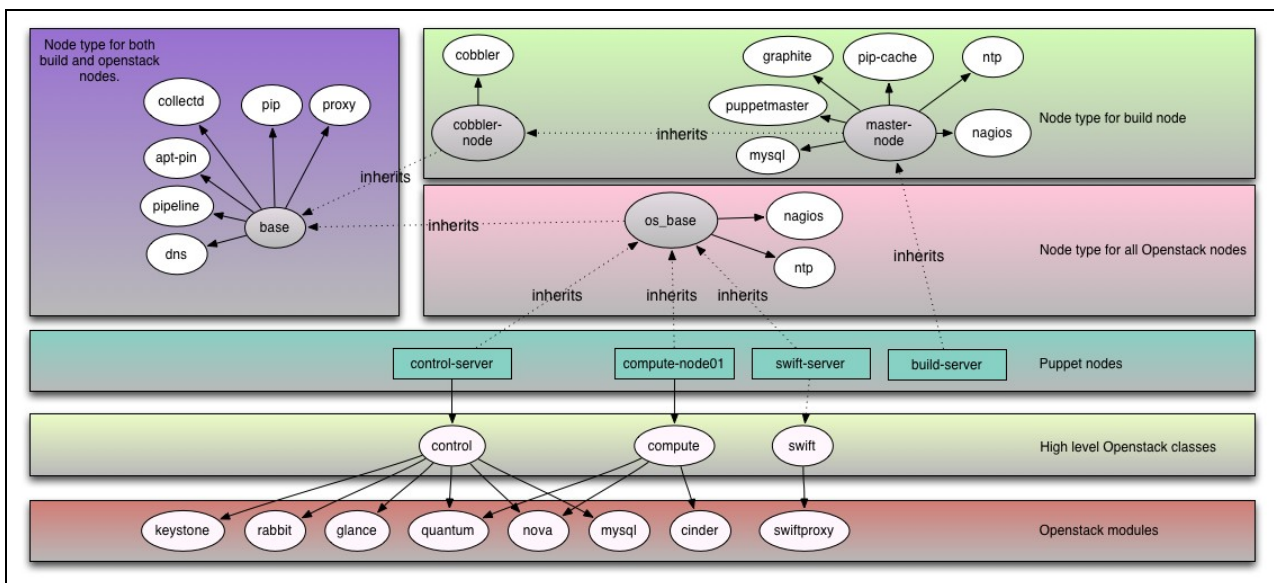 Node type for both
build and openstack
nodes.
collectd
pip
proxy
apt-pin
pipeline
dns
base
cobbler
cobbler-
node
graphite
pip-cache
ntp
puppetmaster
master-
node
nagios
mysql
inherits
Node type for build node
inherits
inherits
os_base
nagios
ntp
inherits
Node type for all Openstack nodes
inherits
inherits
inherits
control-server
compute-node01
swift-server
build-server
Puppet nodes
control
compute
swift
High level Openstack classes
keystone
rabbit
glance
quantum
nova
mysql
cinder
swiftproxy
Openstack modules